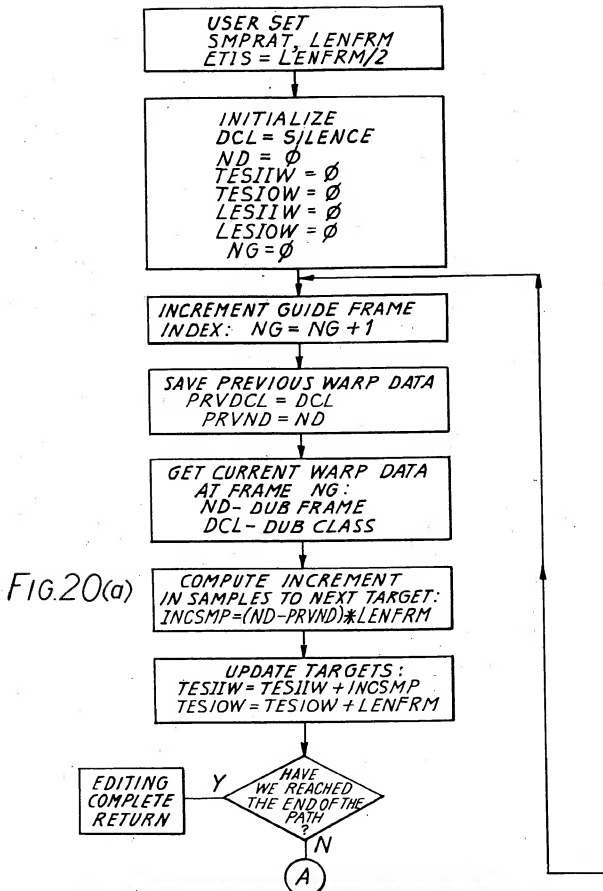 USER SET
SMPRAT, LENFRM
ETIS = LENFRM/2
INITIALIZE
DCL = SILENCE
ND = Ø
TESIIW = Ø
TESIOW = Ø
LESIIW = Ø
LESIOW = Ø
NG = Ø
INCREMENT GUIDE FRAME
INDEX: NG = NG + 1
SAVE PREVIOUS WARP DATA
PRVDCL = DCL
PRVND = ND
GET CURRENT WARP DATA
AT FRAME NG:
ND- DUB FRAME
DCL- DUB CLASS
FIG.20(a)
COMPUTE INCREMENT
IN SAMPLES TO NEXT TARGET:
INCSMP=(ND-PRVND)*LENFRM
UPDATE TARGETS:
TESIIW = TESIIW + INCSMP
TESIOW = TESIOW + LENFRM
HAVE
WE REACHED
THE END OF THE
PATH
?
Y
EDITING
COMPLETE
RETURN
N
A